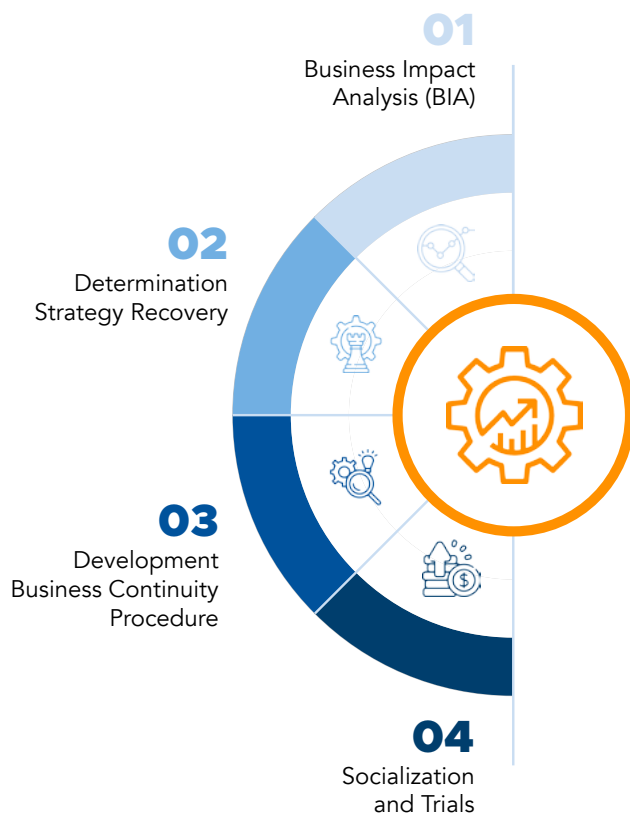 01
Business Impact
Analysis (BIA)
02
Determination
Strategy Recovery
03
Development
Business Continuity
Procedure
04
Socialization
and Trials